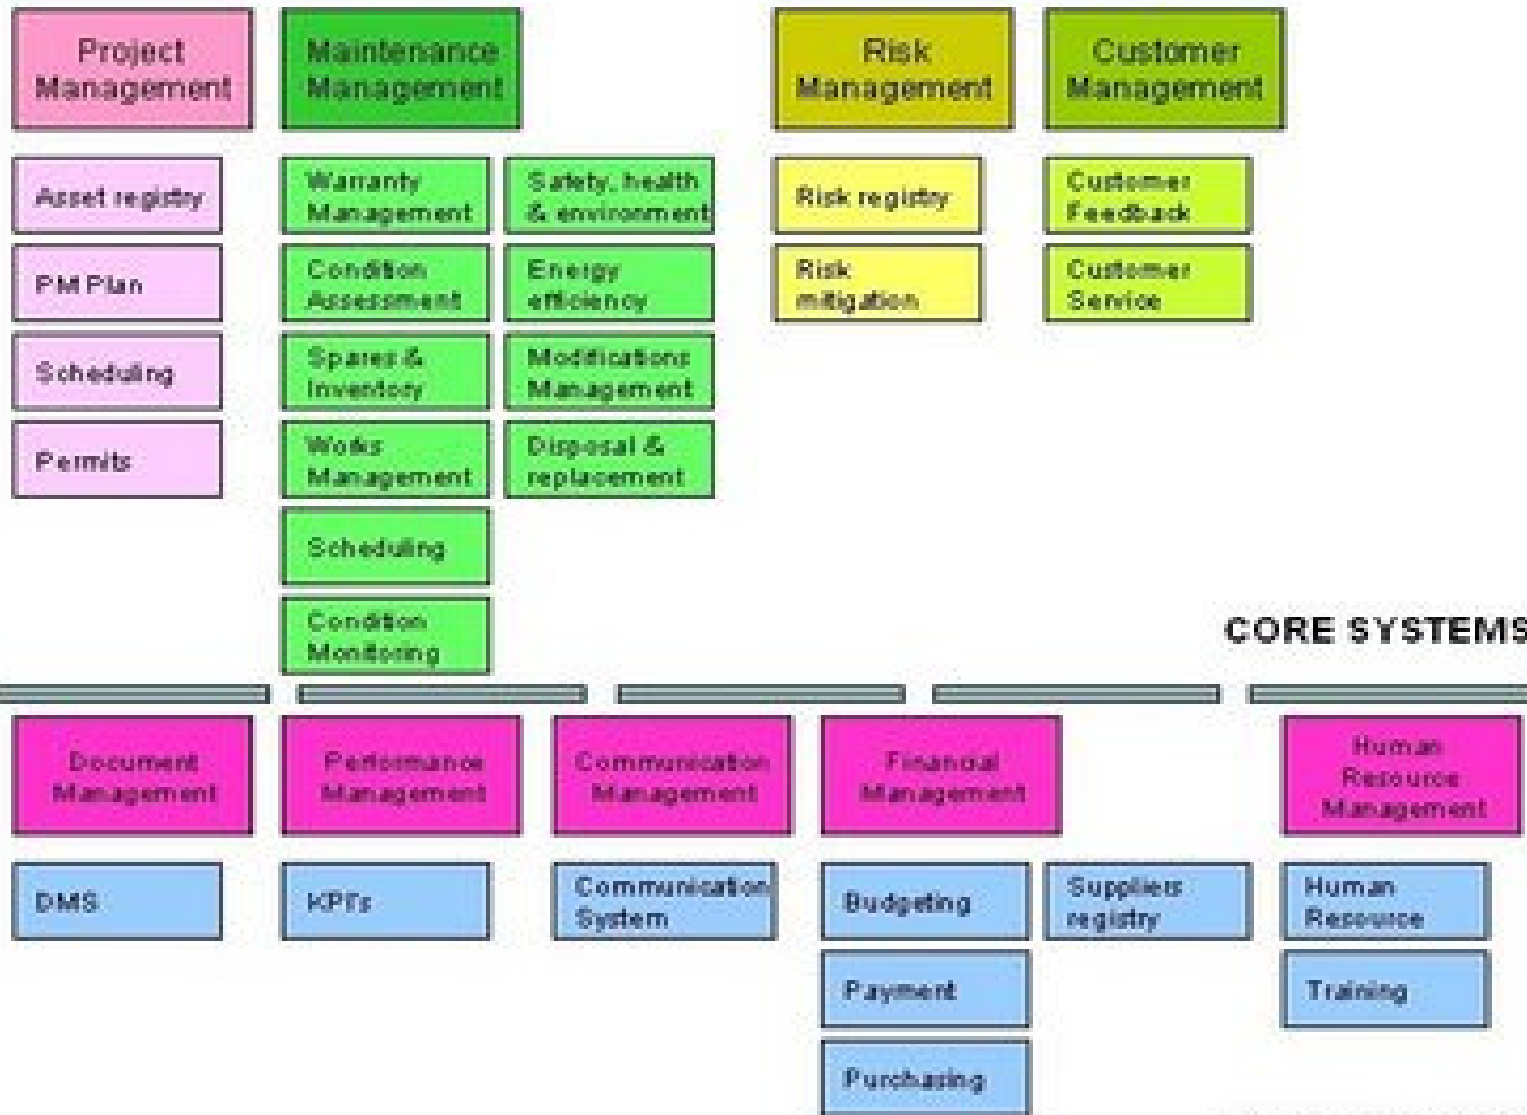 Project
Management
Maintenance
Management
Risk
Management
Customer
Management
Asset registry
PM Plan
Scheduling
Permits
Warranty
Management
Condition
Assessment
Spares &
Inventory
Works
Management
Scheduling
Condition
Monitoring
Safety, health
& environment
Energy
efficiency
Modifications
Management
Disposal &
replacement
Risk registry
Risk
mitigation
Customer
Feedback
Customer
Service
CORE SYSTEMS
Document
Management
Performance
Management
Communication
Management
Financial
Management
Human
Resource
Management
DMS
KPI's
Communication
System
Budgeting
Payment
Purchasing
Suppliers
registry
Human
Resource
Training